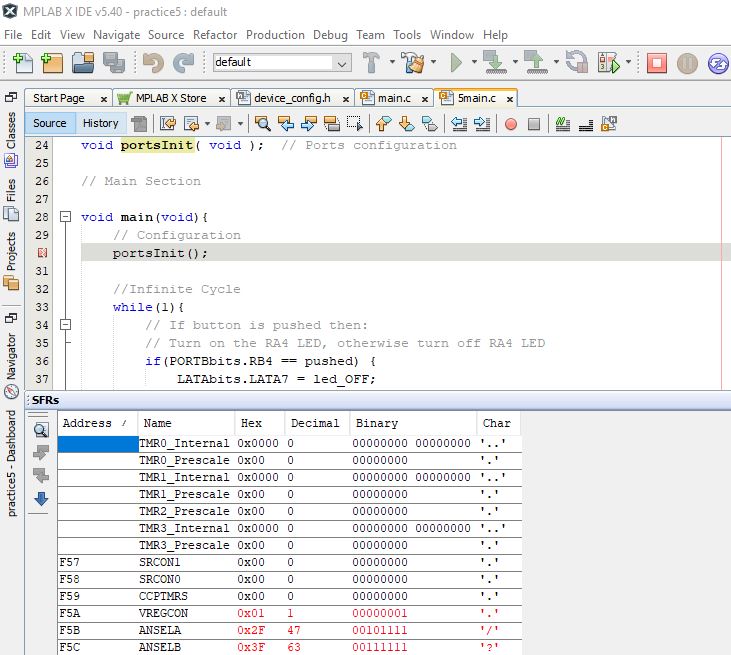 MPLAB X IDE v5.40 - practice5 : default
File Edit View Navigate Source Refactor Production Debug Team Tools Window Help
default
Start Page x MPLAB X Store x device_config.h x main.c x 5main.c x
Source History
Classes
Files
Projects
Navigator
practice5 - Dashboard
24 void portsInit( void ); // Ports configuration
25
26 // Main Section
27
28 void main(void){
29 // Configuration
portsInit();
31
32 //Infinite Cycle
33 while(1){
34 // If button is pushed then:
35 // Turn on the RA4 LED, otherwise turn off RA4 LED
36 if(PORTBbits.RB4 == pushed) {
37 LATAbits.LATA7 = led_OFF;
SFRs
Address / Name Hex Decimal Binary Char
TMR0_Internal 0x0000 0 00000000 00000000 '..'
TMR0_Prescale 0x00 0 00000000 '.'
TMR1_Internal 0x0000 0 00000000 00000000 '..'
TMR1_Prescale 0x00 0 00000000 '.'
TMR2_Prescale 0x00 0 00000000 '.'
TMR3_Internal 0x0000 0 00000000 00000000 '..'
TMR3_Prescale 0x00 0 00000000 '.'
F57 SRCON1 0x00 0 00000000 '.'
F58 SRCON0 0x00 0 00000000 '.'
F59 CCPTMRS 0x00 0 00000000 '.'
F5A VREGCON 0x01 1 00000001 '.'
F5B ANSELA 0x2F 47 00101111 '/'
F5C ANSELB 0x3F 63 00111111 '?'